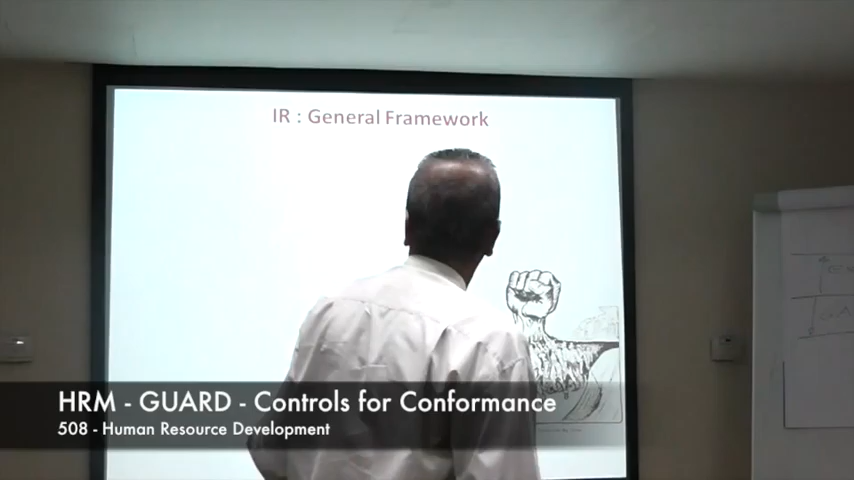 IR : General Framework
HRM - GUARD - Controls for Conformance
508 - Human Resource Development